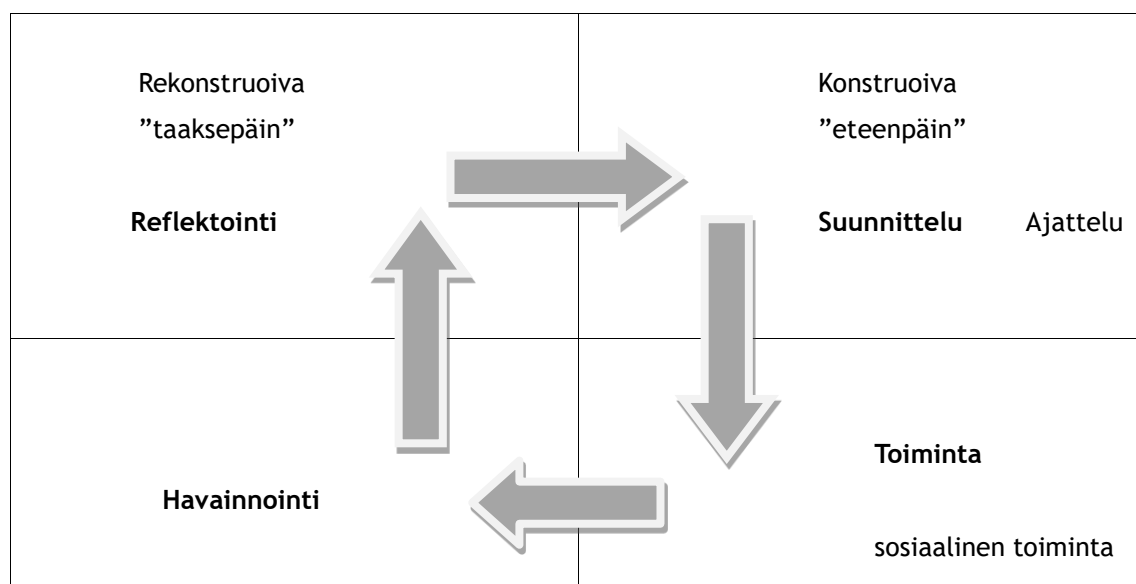 Rekonstruoiva
”taaksepäin”
Reflektointi
Konstruoiva
”eteenpäin”
Suunnittelu Ajattelu
Havainnointi
Toiminta
sosiaalinen toiminta